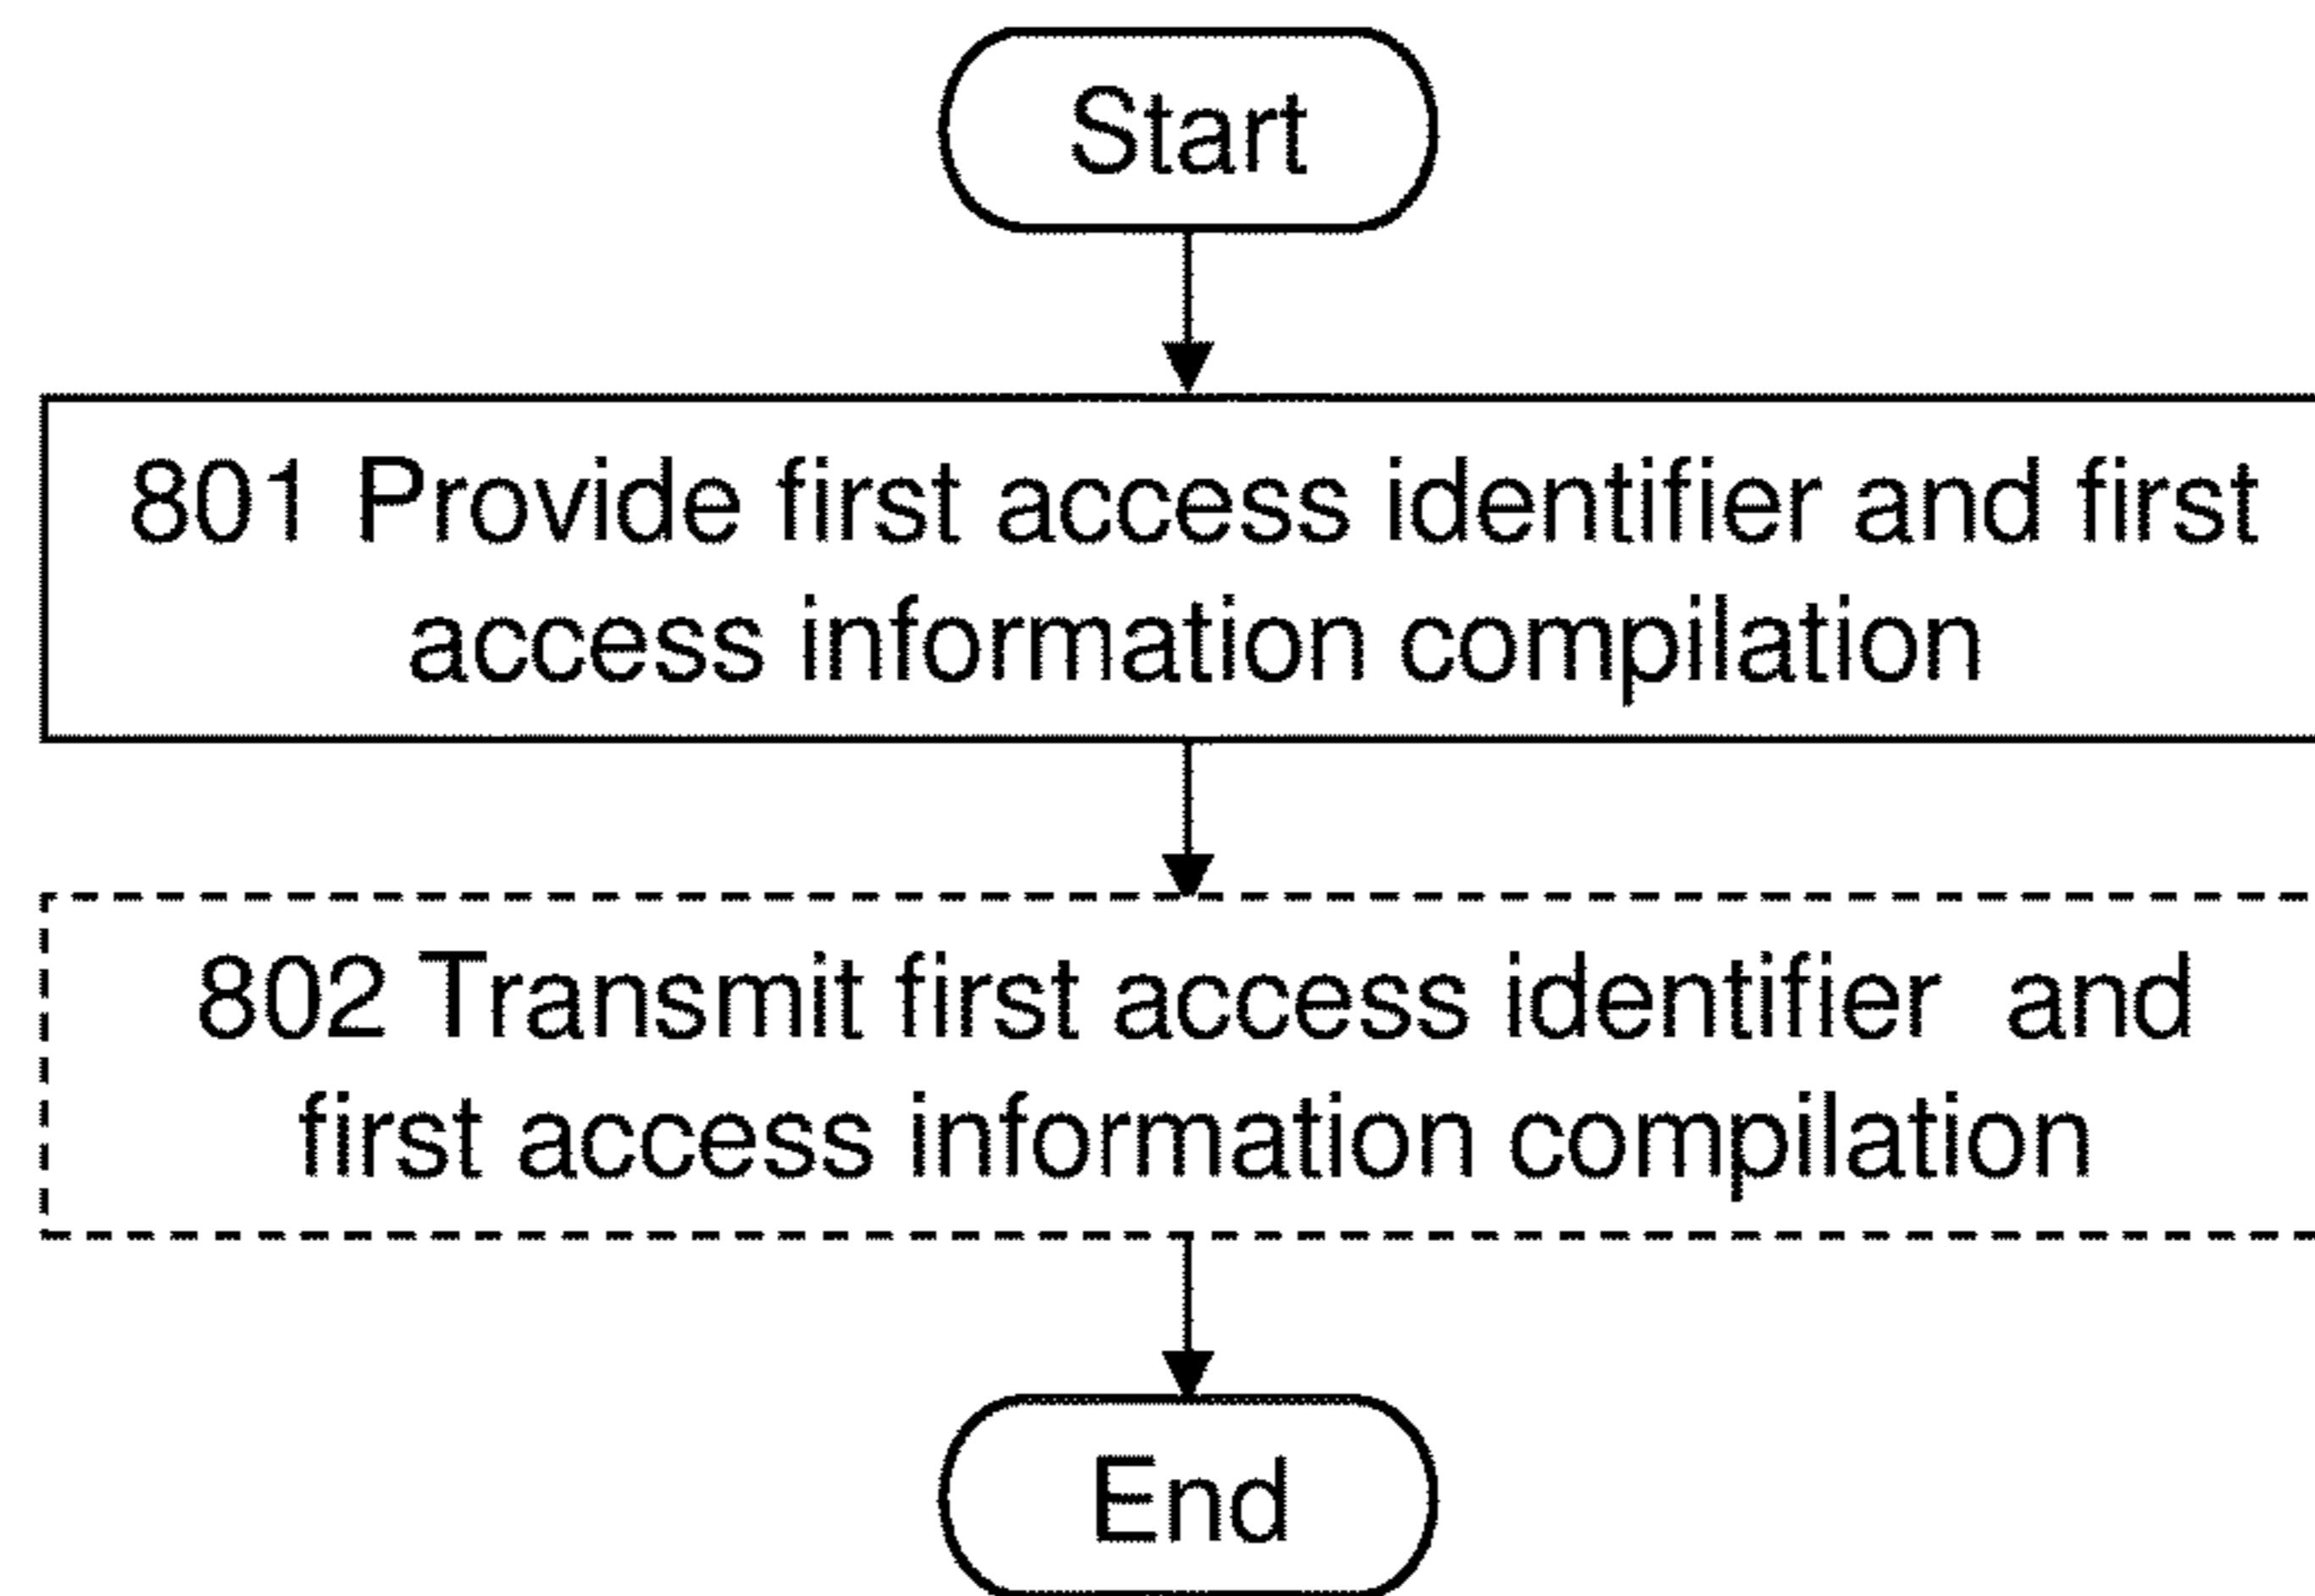 Start
801 Provide first access identifier and first
access information compilation
802 Transmit first access identifier and
first access information compilation
End